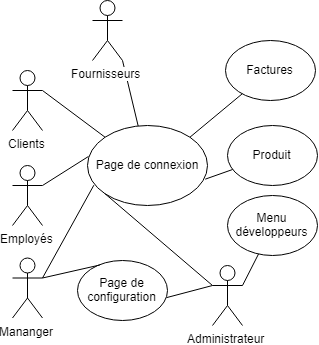 Fournisseurs
Factures
Clients
Page de connexion
Produit
Employés
Menu
développeurs
Page de
configuration
Mananger
Administrateur